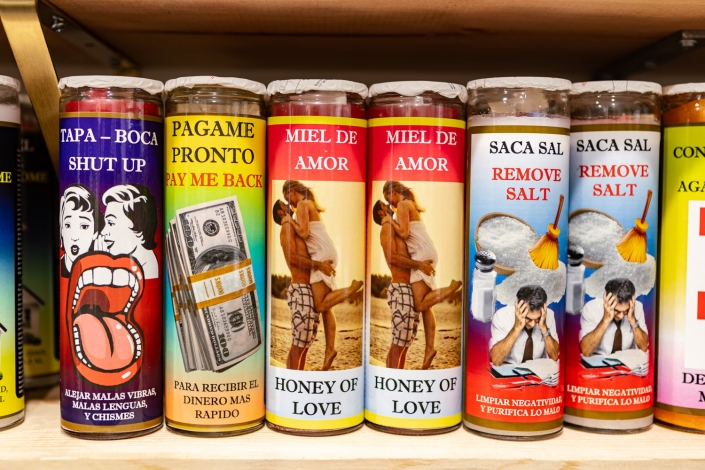 TAPA – BOCA
SHUT UP
ALEJAR MALAS VIBRAS,
MALAS LENGUAS,
Y CHISMES
PAGAME
PRONTO
PAY ME BACK
PARA RECIBIR EL
DINERO MAS
RAPIDO
MIEL DE
AMOR
HONEY OF
LOVE
MIEL DE
AMOR
HONEY OF
LOVE
SACA SAL
REMOVE
SALT
LIMPIAR NEGATIVIDAD
Y PURIFICA LO MALO
SACA SAL
REMOVE
SALT
LIMPIAR NEGATIVIDAD
Y PURIFICA LO MALO